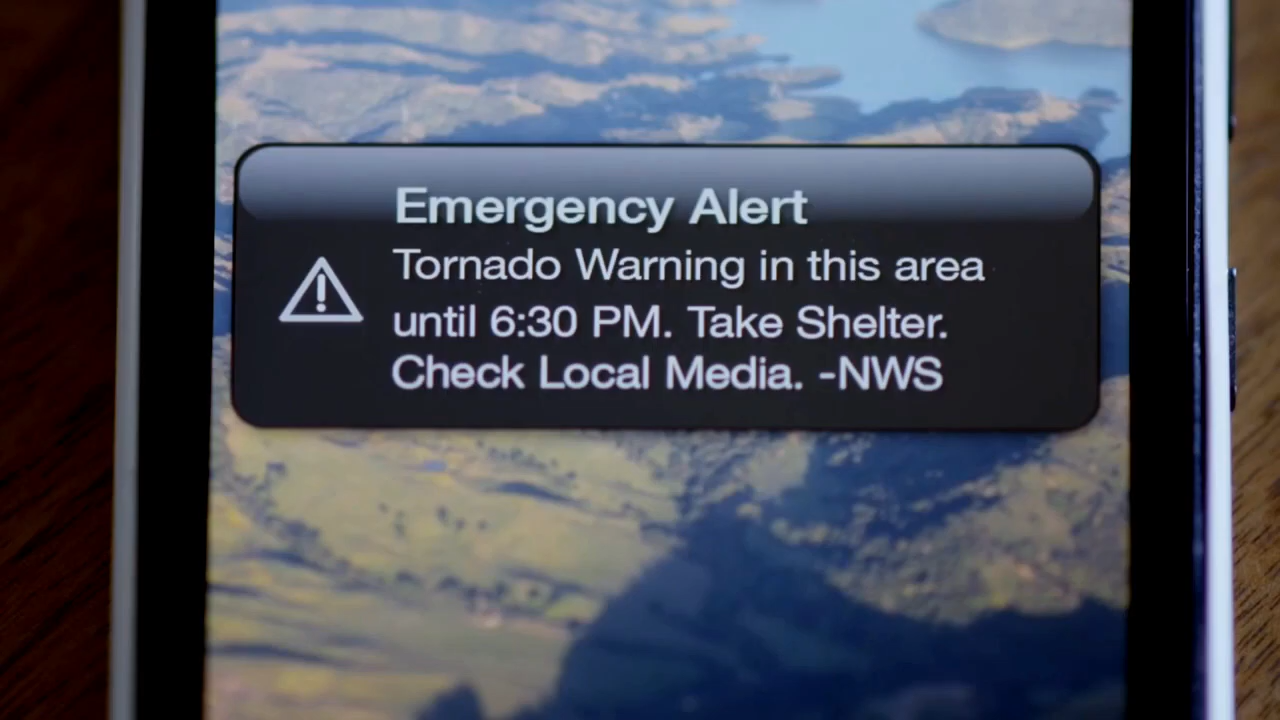 Emergency Alert
Tornado Warning in this area
until 6:30 PM. Take Shelter.
Check Local Media. -NWS